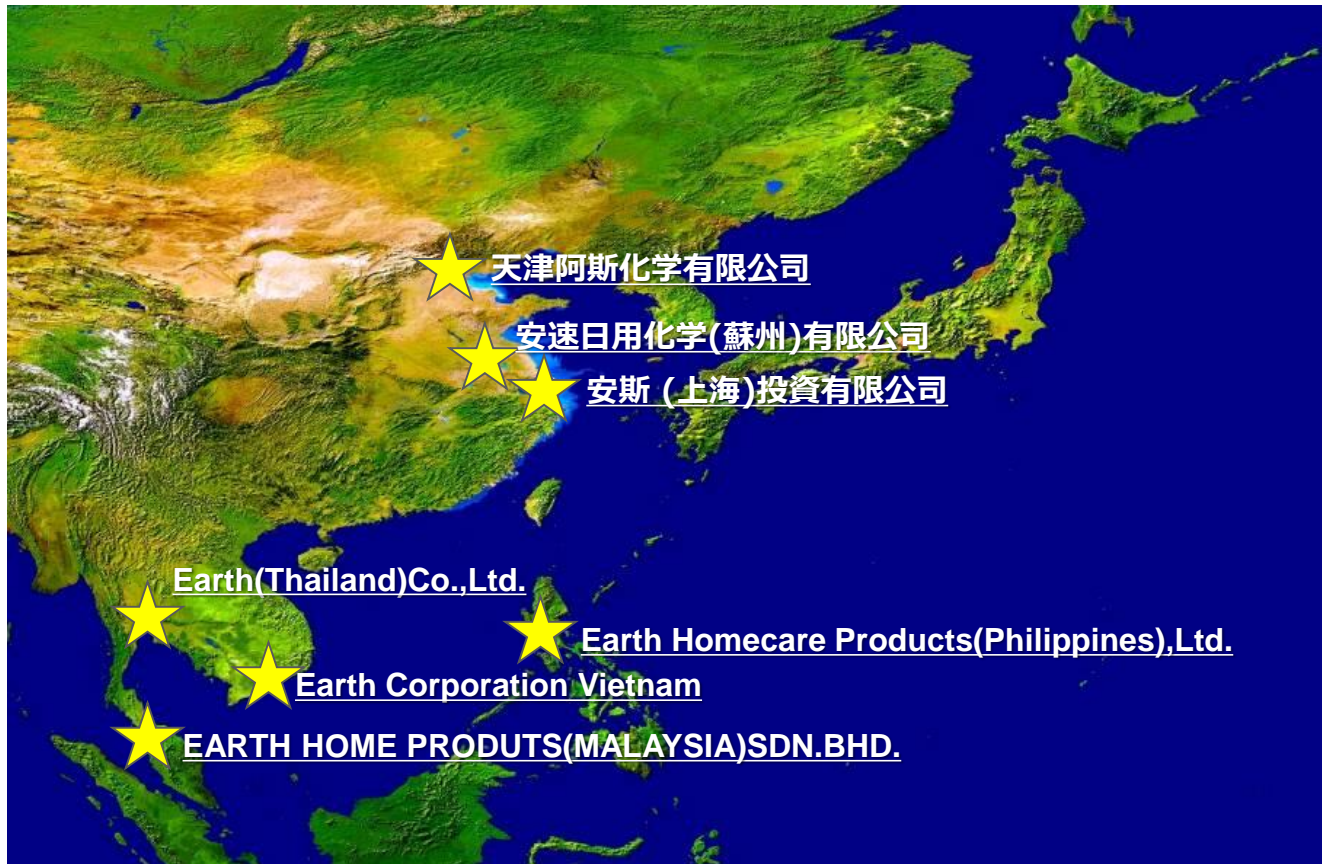 天津阿斯化学有限公司
安速日用化学(蘇州)有限公司
安斯 (上海)投資有限公司
Earth(Thailand)Co.,Ltd.
Earth Homecare Products(Philippines),Ltd.
Earth Corporation Vietnam
EARTH HOME PRODUTS(MALAYSIA)SDN.BHD.